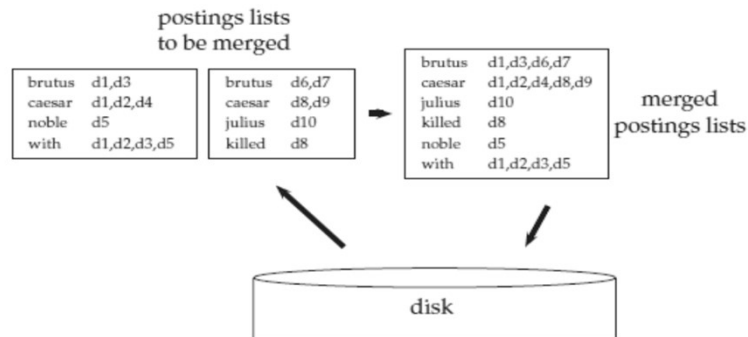 postings lists
to be merged
brutus d1,d3
caesar d1,d2,d4
noble d5
with d1,d2,d3,d5
brutus d6,d7
caesar d8,d9
julius d10
killed d8
brutus d1,d3,d6,d7
caesar d1,d2,d4,d8,d9
julius d10
killed d8
noble d5
with d1,d2,d3,d5
merged
postings lists
disk